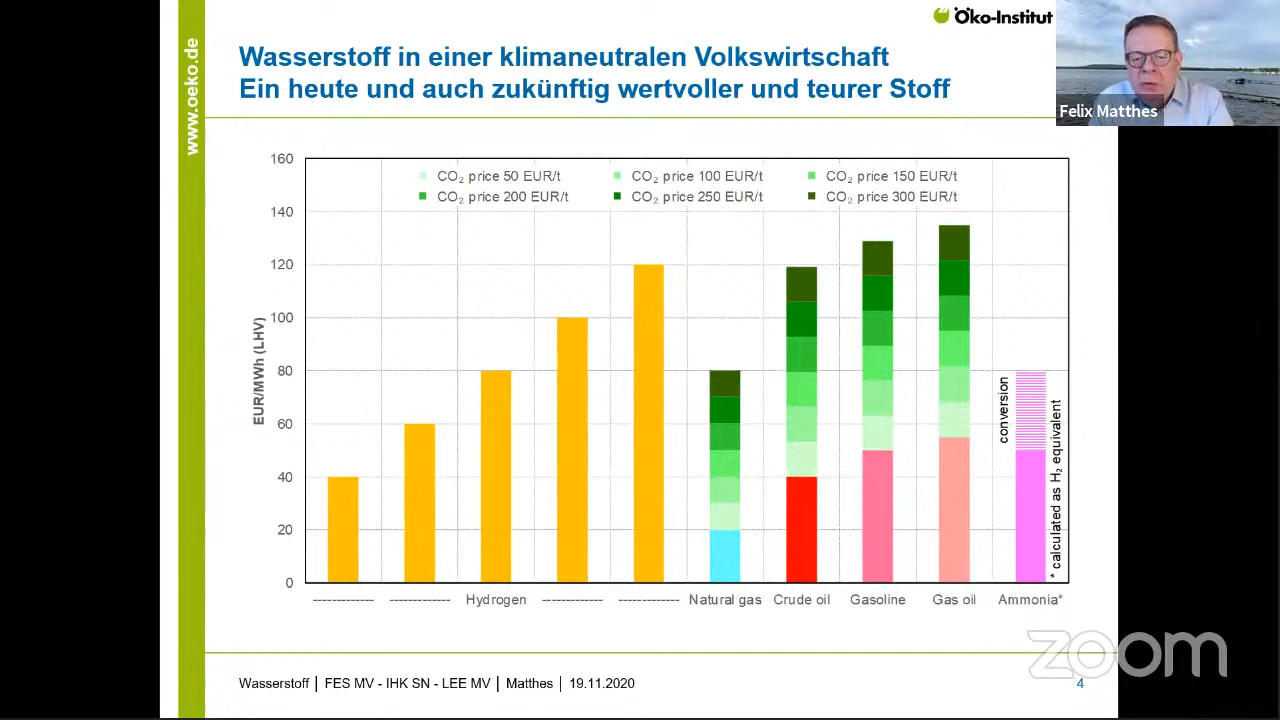 www.oeko.de
Öko-Institut
Wasserstoff in einer klimaneutralen Volkswirtschaft
Ein heute und auch zukünftig wertvoller und teurer Stoff
Felix Matthes
CO₂ price 50 EUR/t
CO₂ price 100 EUR/t
CO₂ price 150 EUR/t
CO₂ price 200 EUR/t
CO₂ price 250 EUR/t
CO₂ price 300 EUR/t
EUR/MWh (LHV)
160
140
120
100
80
60
40
20
0
conversion
* calculated as H₂ equivalent
------------- ------------- Hydrogen ------------- ------------- Natural gas Crude oil Gasoline Gas oil Ammonia*
zoom
Wasserstoff | FES MV - IHK SN - LEE MV | Matthes | 19.11.2020
4